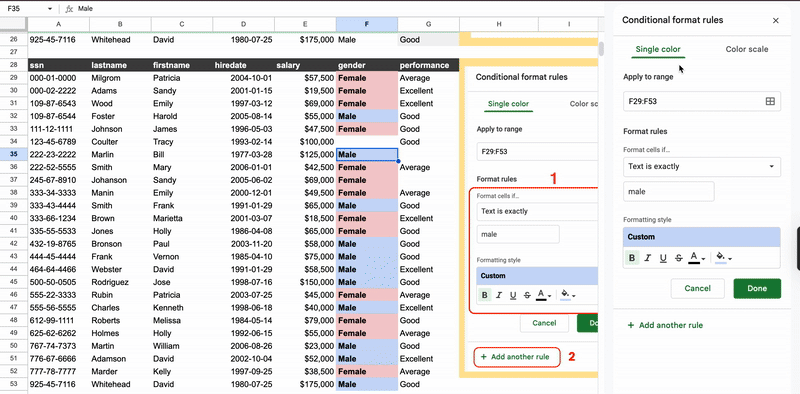 F35 fx Male
A B C D E F G H I
26 925-45-7116 Whitehead David 1980-07-25 $175,000 Male Good
27
28 ssn lastname firstname hiredate salary gender performance
29 000-01-0000 Milgrom Patricia 2004-10-01 $57,500 Female Average
30 000-02-2222 Adams Sandy 2001-01-15 $19,500 Female Excellent
31 109-87-6543 Wood Emily 1997-03-12 $69,000 Female Excellent
32 109-87-6544 Foster Harold 2005-08-14 $55,000 Male Good
33 111-12-1111 Johnson James 1996-05-03 $47,500 Female Good
34 123-45-6789 Coulter Tracy 1993-02-14 $100,000 Good
35 222-23-2222 Marlin Bill 1977-03-28 $125,000 Male
36 222-52-5555 Smith Mary 2006-01-01 $42,500 Female Average
37 245-67-8910 Johanson Sandy 2005-06-02 $69,000 Female
38 333-34-3333 Manin Emily 2000-12-01 $49,500 Female Average
39 333-43-4444 Smith Frank 1991-01-29 $65,000 Male Good
40 333-66-1234 Brown Marietta 2001-03-07 $18,500 Female Excellent
41 335-55-5533 Jones Holly 1986-04-08 $65,000 Female Good
42 432-19-8765 Bronson Paul 2003-11-20 $58,000 Male Good
43 444-45-4444 Frank Vernon 1985-04-10 $75,000 Male Good
44 464-64-4466 Webster David 1991-01-29 $58,500 Male Excellent
45 500-50-0505 Rodriguez Jose 1998-07-16 $150,000 Male Good
46 555-22-3333 Rubin Patricia 2003-07-25 $45,000 Female Average
47 555-56-5555 Charles Kenneth 1998-06-18 $40,000 Male Excellent
48 612-99-1111 Roberts Melissa 1984-05-14 $79,000 Female Good
49 625-62-6262 Holmes Holly 1992-06-15 $55,000 Female Average
50 767-74-7373 Martin William 2006-08-26 $23,000 Male Good
51 776-67-6666 Adamson David 2002-10-04 $52,000 Male Excellent
52 777-78-7777 Marder Kelly 1997-09-25 $38,500 Female Average
53 925-45-7116 Whitehead David 1980-07-25 $175,000 Male Good
Conditional format rules
Single color Color sc
Apply to range
F29:F53
Format rules
1
Format cells if...
Text is exactly
male
Formatting style
Custom
B I U S A
Cancel Do
+ Add another rule 2
Conditional format rules
Single color Color scale
Apply to range
F29:F53
Format rules
Format cells if...
Text is exactly
male
Formatting style
Custom
B I U S A
Cancel Done
+ Add another rule